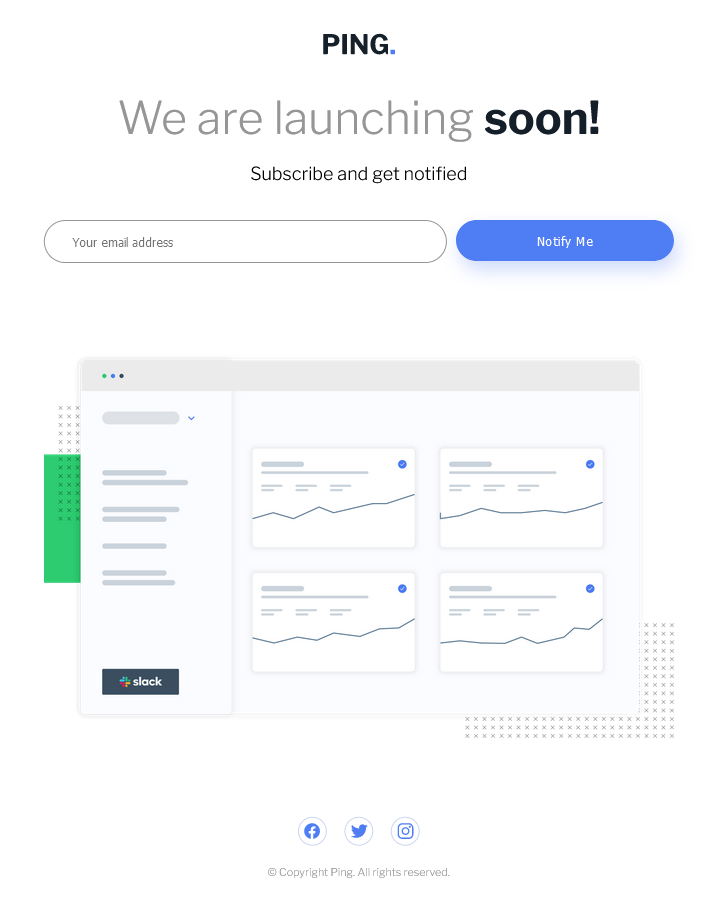 PING.
We are launching soon!
Subscribe and get notified
Your email address
Notify Me
slack
© Copyright Ping. All rights reserved.